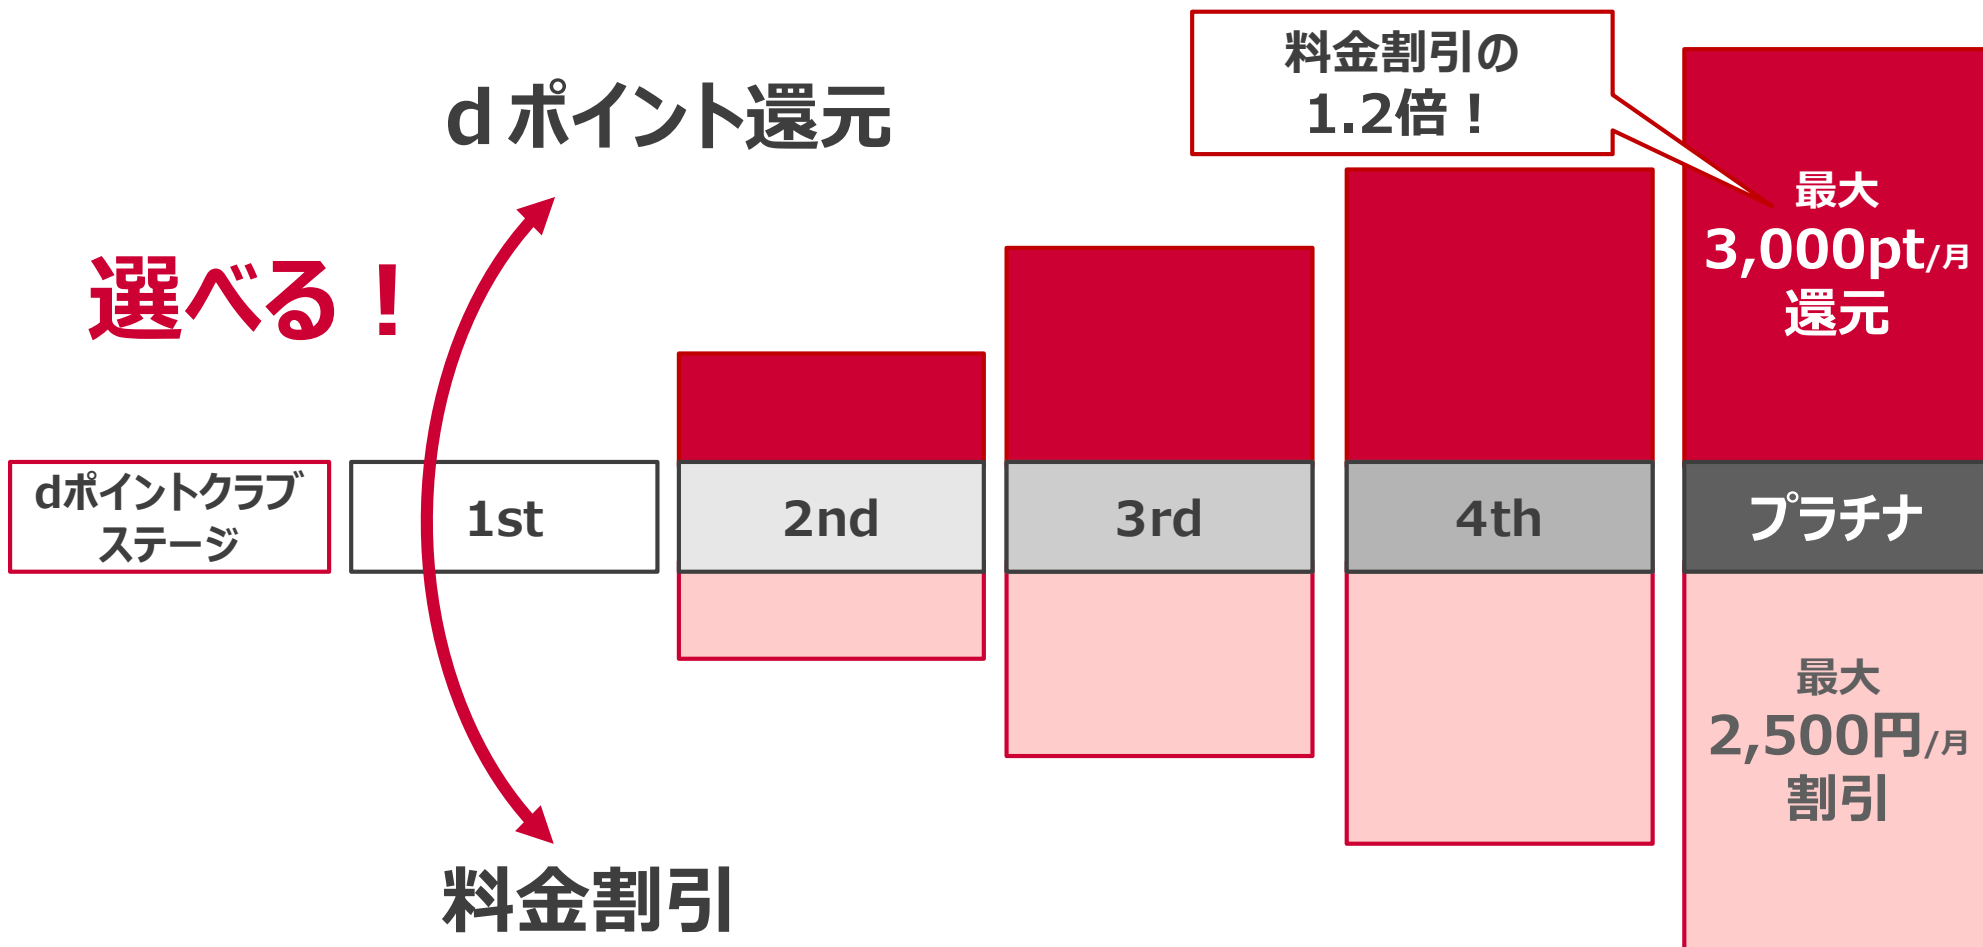 料金割引の
1.2倍！
dポイント還元
選べる！
最大
3,000pt/月
還元
dポイントクラブ
ステージ
1st
2nd
3rd
4th
プラチナ
最大
2,500円/月
割引
料金割引